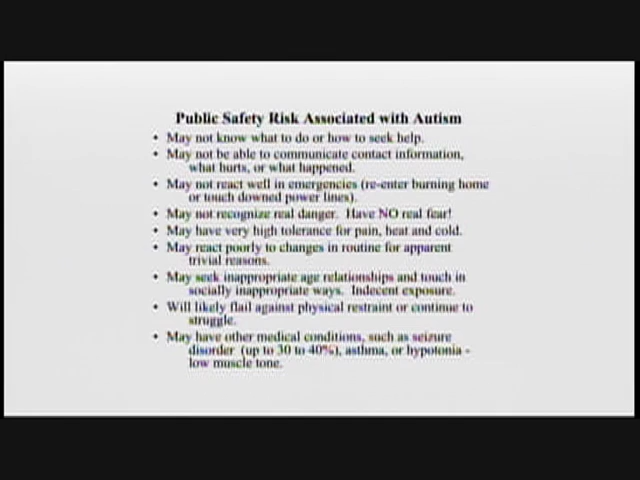 Public Safety Risk Associated with Autism
• May not know what to do or how to seek help.
• May not be able to communicate contact information,
what hurts, or what happened.
• May not react well in emergencies (re-enter burning home
or touch downed power lines).
• May not recognize real danger. Have NO real fear!
• May have very high tolerance for pain, heat and cold.
• May react poorly to changes in routine for apparent
trivial reasons.
• May seek inappropriate age relationships and touch in
socially inappropriate ways. Indecent exposure.
• Will likely flail against physical restraint or continue to
struggle.
• May have other medical conditions, such as seizure
disorder (up to 30 to 40%), asthma, or hypotonia -
low muscle tone.